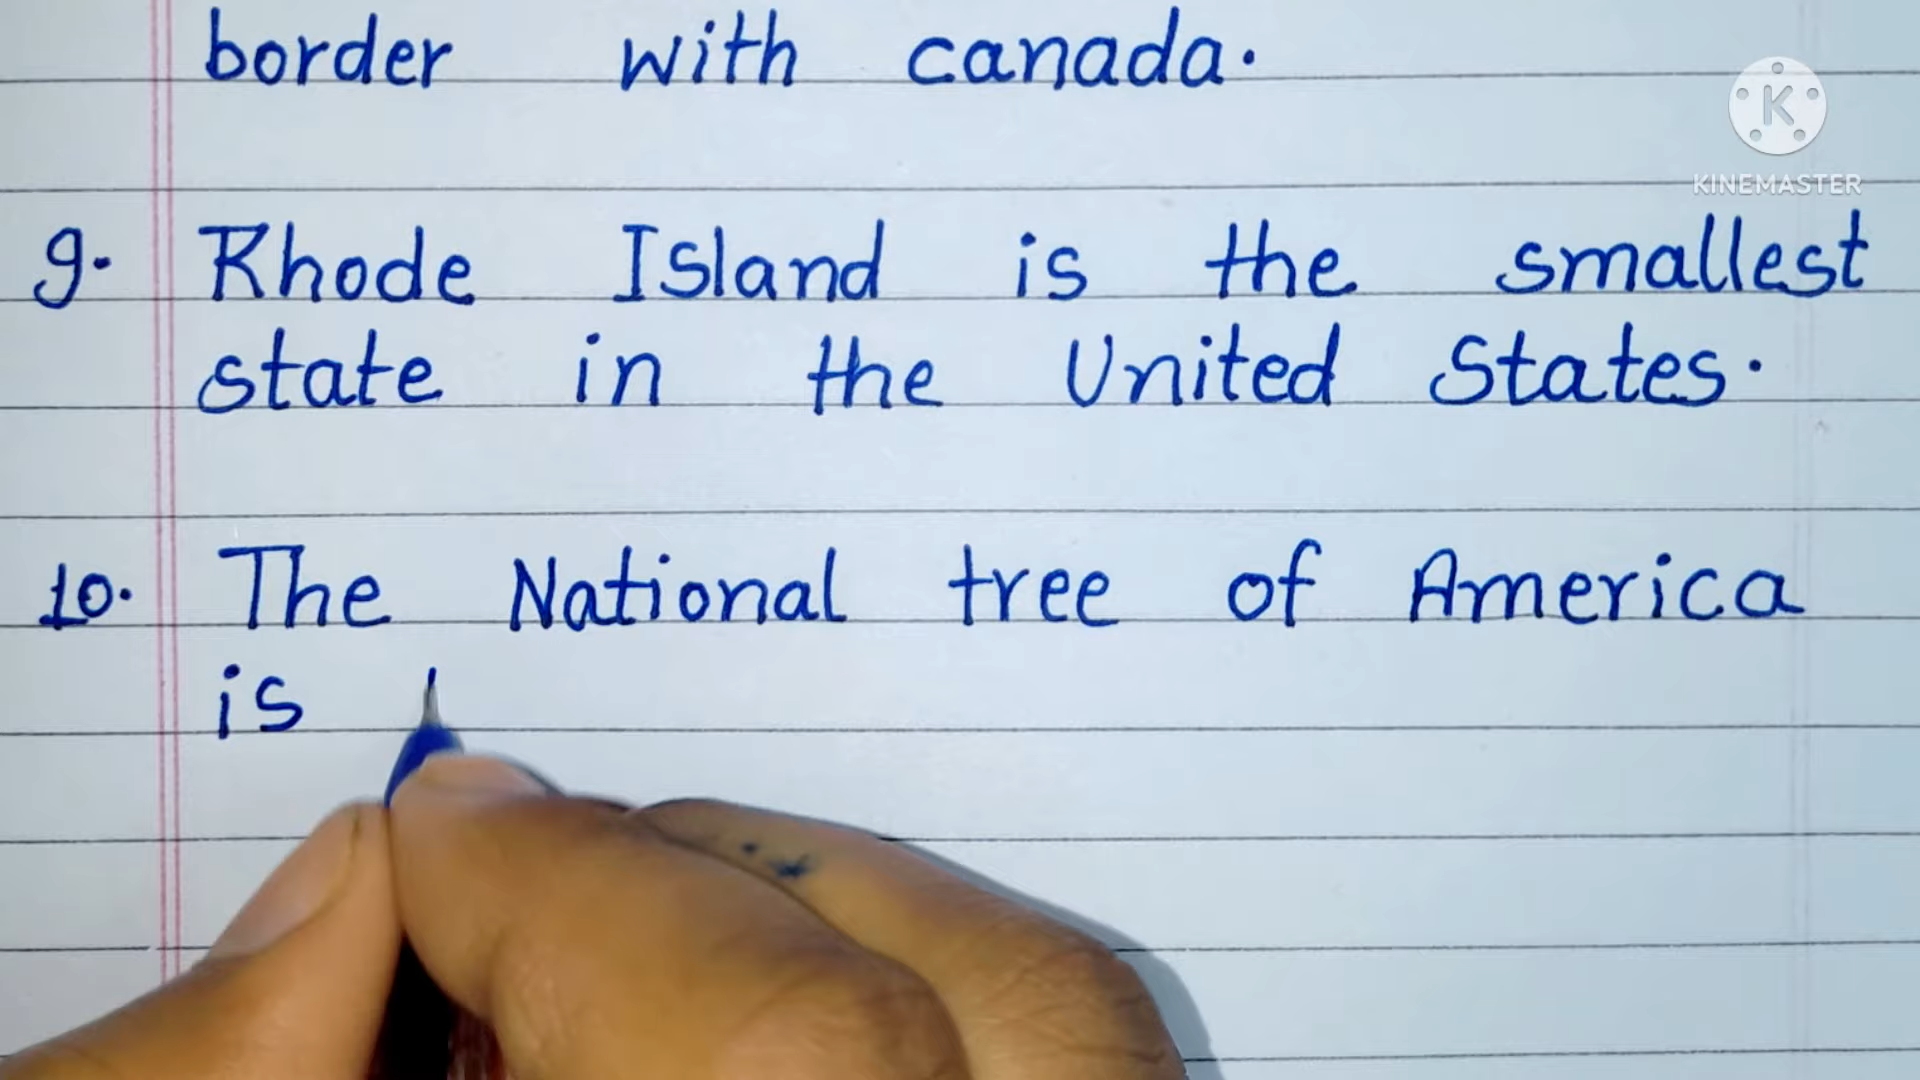 border with canada.
9. Rhode Island is the smallest
state in the United States.
10. The National tree of America
is
K
KINEMASTER